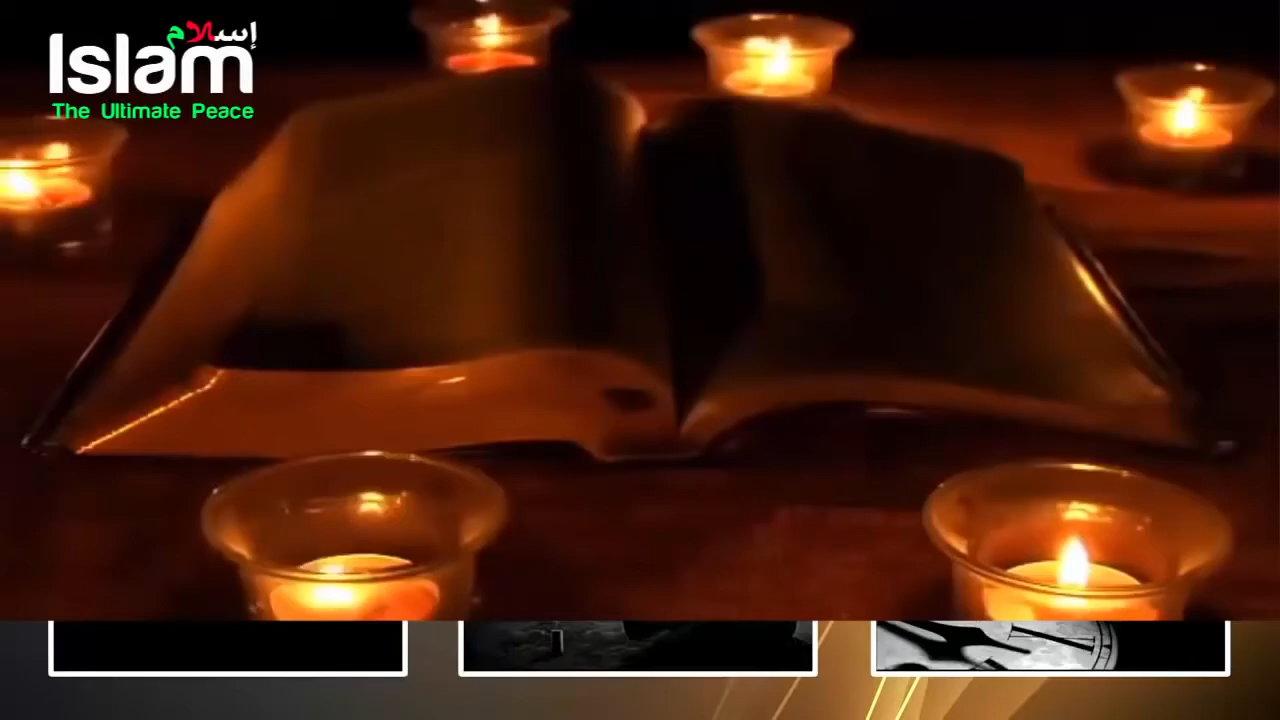 إسلام
Islam
The Ultimate Peace